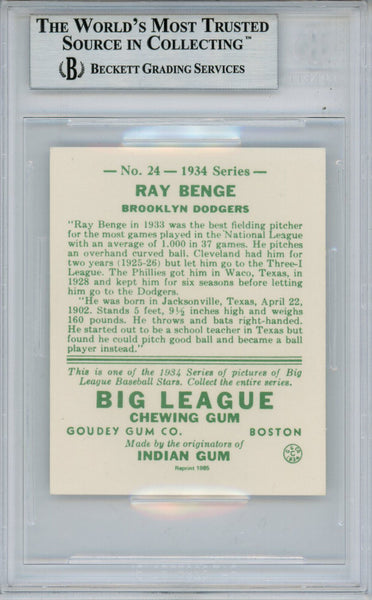 THE WORLD'S MOST TRUSTED
SOURCE IN COLLECTING™
B BECKETT GRADING SERVICES
— No. 24 — 1934 Series —
RAY BENGE
BROOKLYN DODGERS
"Ray Benge in 1933 was the best fielding pitcher
for the most games played in the National League
with an average of 1.000 in 37 games. He pitches
an overhand curved ball. Cleveland had him for
two years (1925-26) but let him go to the Three-I
League. The Phillies got him in Waco, Texas, in
1928 and kept him for six seasons before letting
him go to the Dodgers.
"He was born in Jacksonville, Texas, April 22,
1902. Stands 5 feet, 9½ inches high and weighs
160 pounds. He throws and bats right-handed.
He started out to be a school teacher in Texas but
found he could pitch good ball and became a ball
player instead."
This is one of the 1934 Series of pictures of Big
League Baseball Stars. Collect the entire series.
BIG LEAGUE
CHEWING GUM
GOUDEY GUM CO. BOSTON
Made by the originators of
INDIAN GUM
Reprint 1985